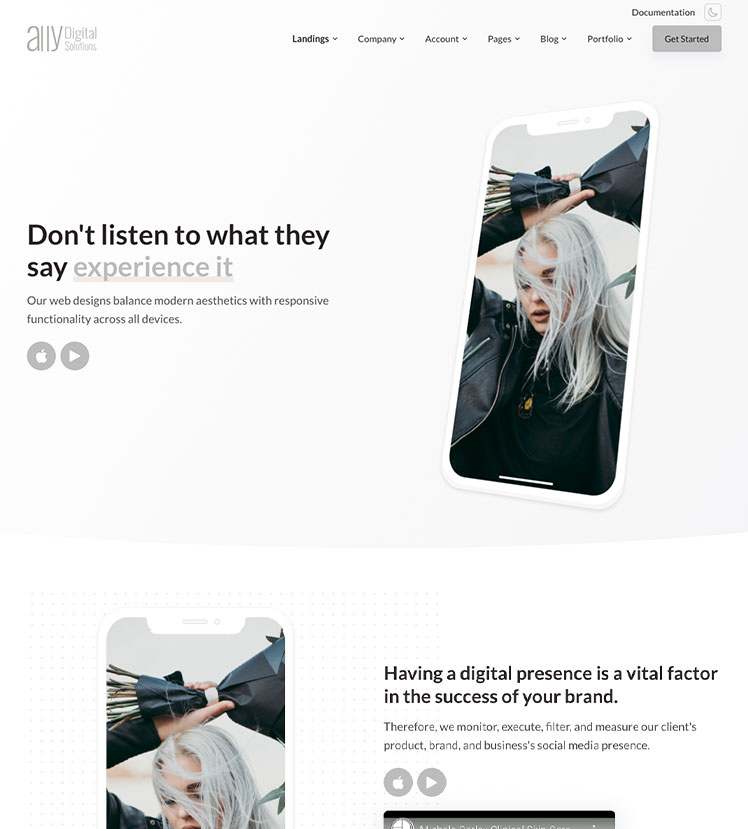 Documentation
ally Digital
Solutions
Landings Company Account Pages Blog Portfolio Get Started
Don't listen to what they
say experience it
Our web designs balance modern aesthetics with responsive
functionality across all devices.
Having a digital presence is a vital factor
in the success of your brand.
Therefore, we monitor, execute, filter, and measure our client's
product, brand, and business's social media presence.